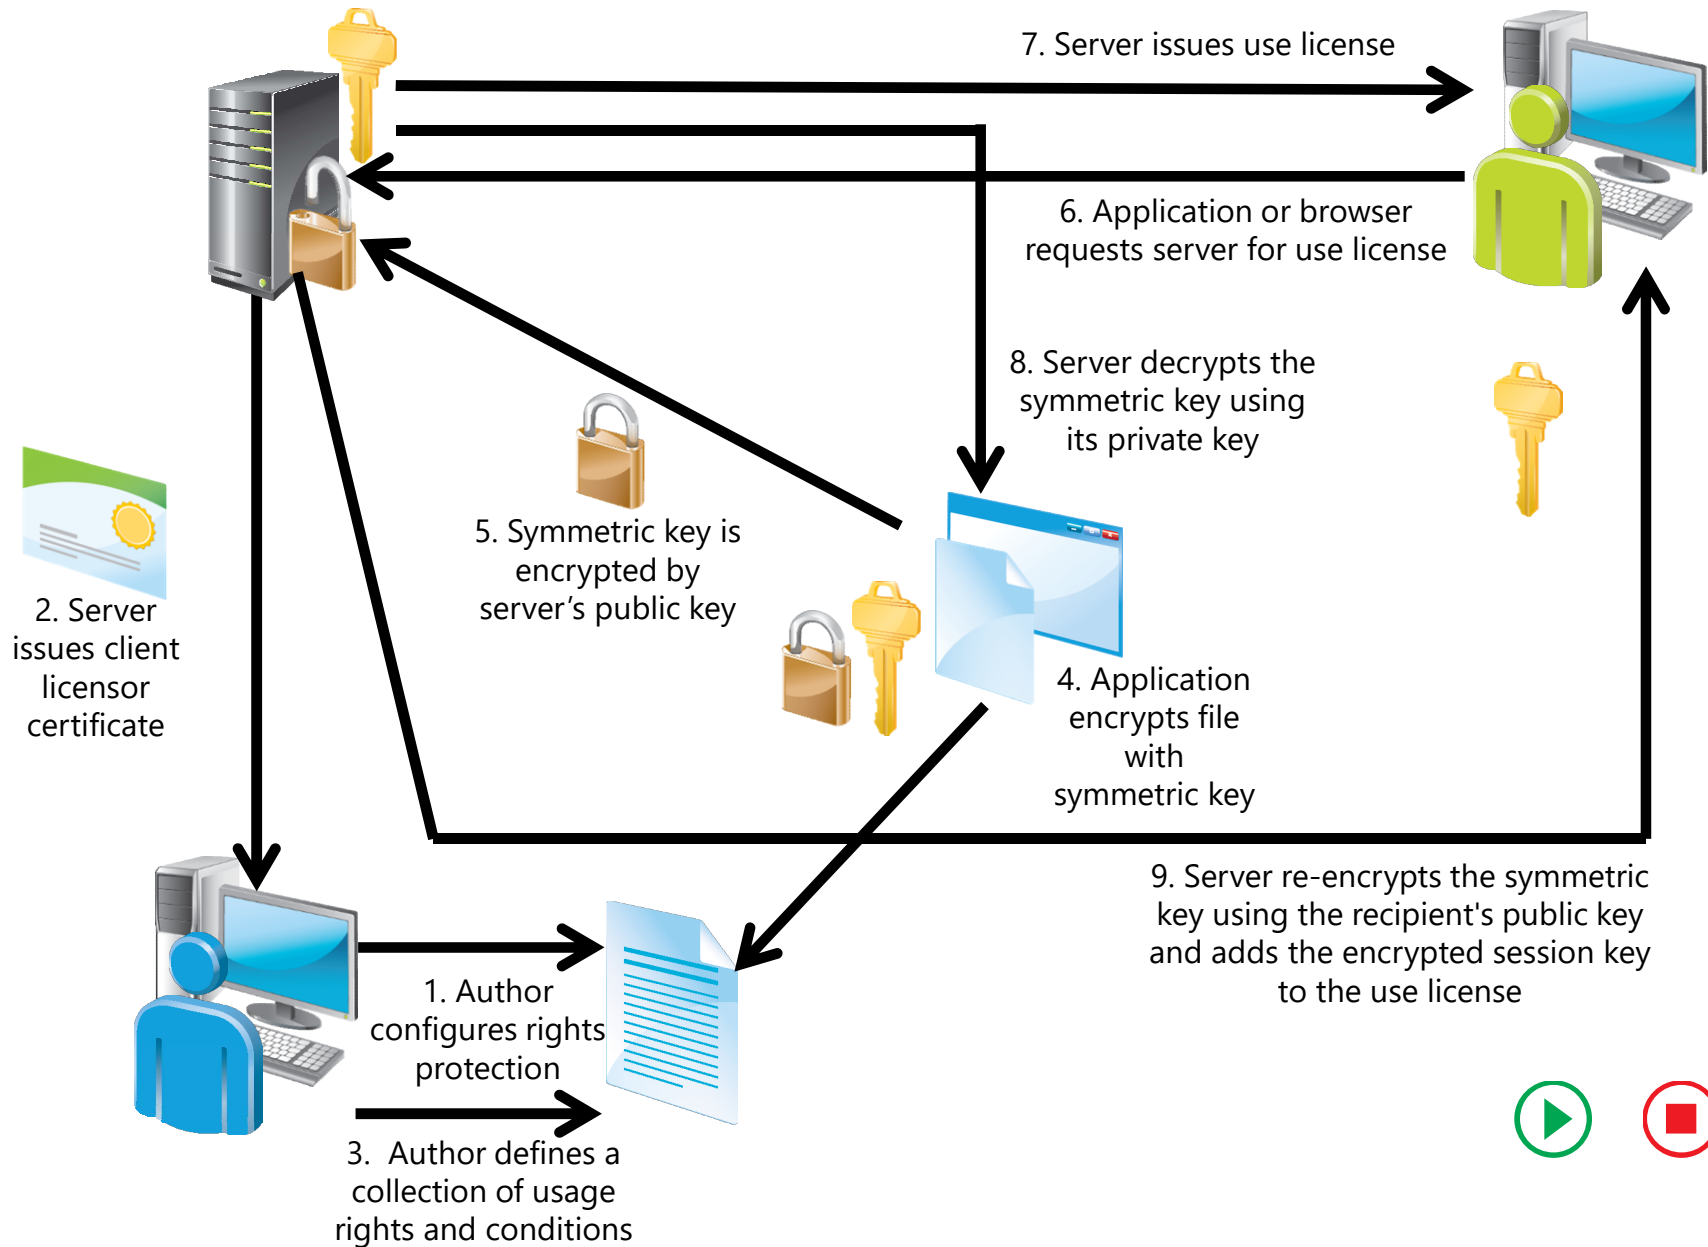 7. Server issues use license
6. Application or browser
requests server for use license
8. Server decrypts the
symmetric key using
its private key
5. Symmetric key is
encrypted by
server’s public key
2. Server
issues client
licensor
certificate
4. Application
encrypts file
with
symmetric key
9. Server re-encrypts the symmetric
key using the recipient's public key
and adds the encrypted session key
to the use license
1. Author
configures rights
protection
3.  Author defines a
collection of usage
rights and conditions